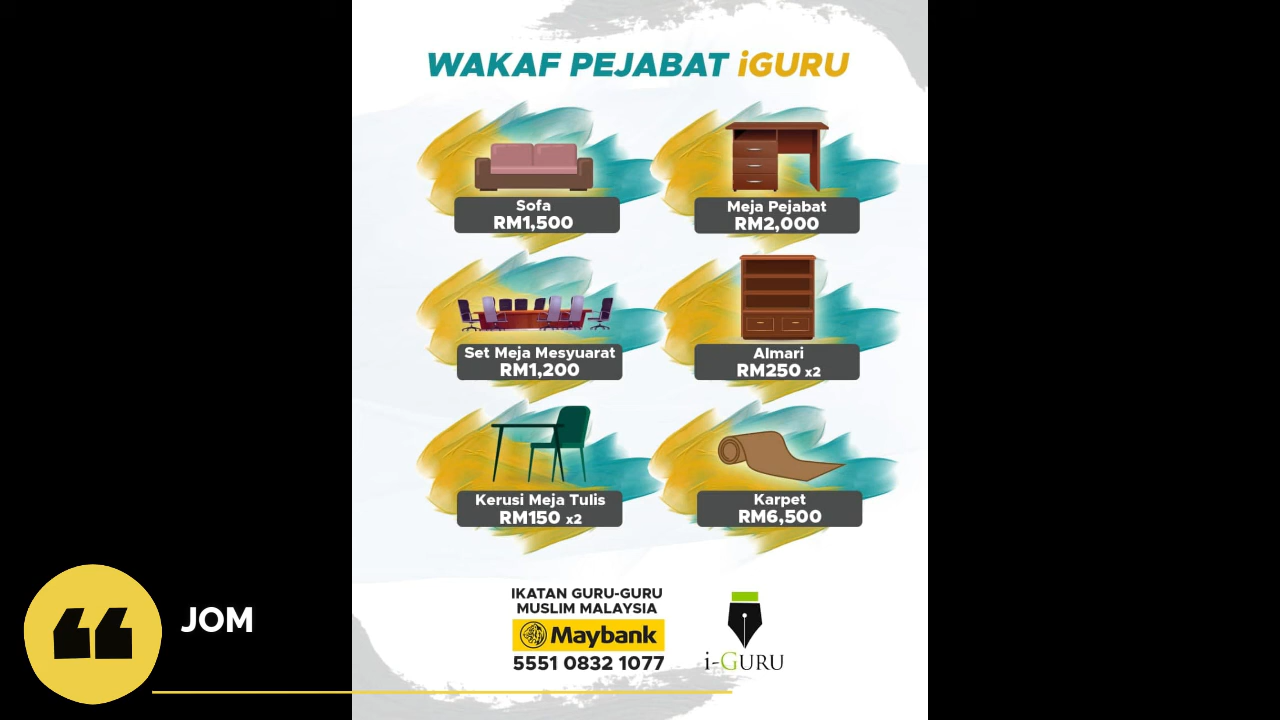 WAKAF PEJABAT iGURU
Sofa
RM1,500
Meja Pejabat
RM2,000
Set Meja Mesyuarat
RM1,200
Almari
RM250 x2
Kerusi Meja Tulis
RM150 x2
Karpet
RM6,500
IKATAN GURU-GURU
MUSLIM MALAYSIA
Maybank
5551 0832 1077
i-GURU
JOM